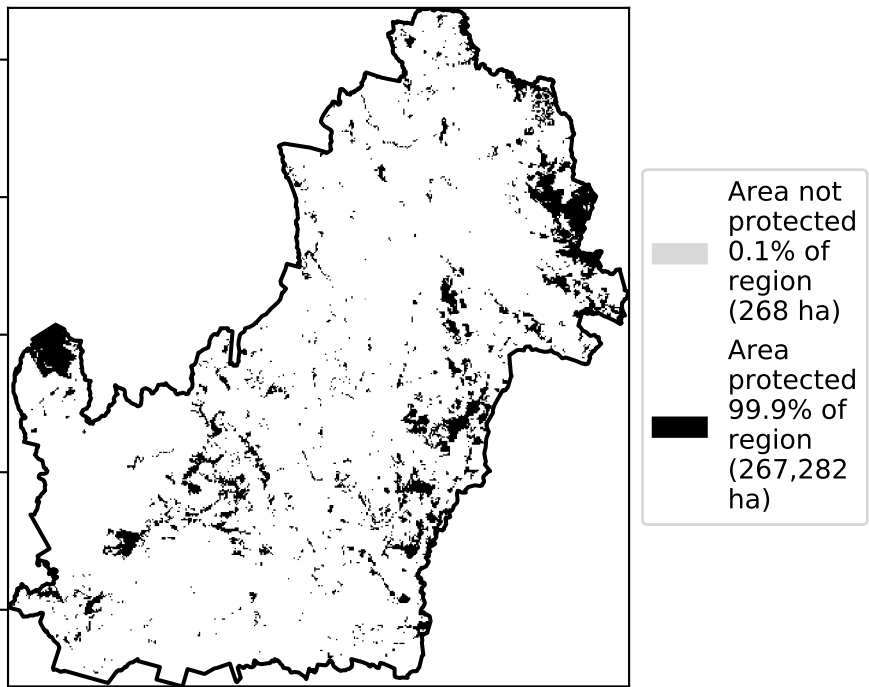 Area not
protected
0.1% of
region
(268 ha)
Area
protected
99.9% of
region
(267,282
ha)